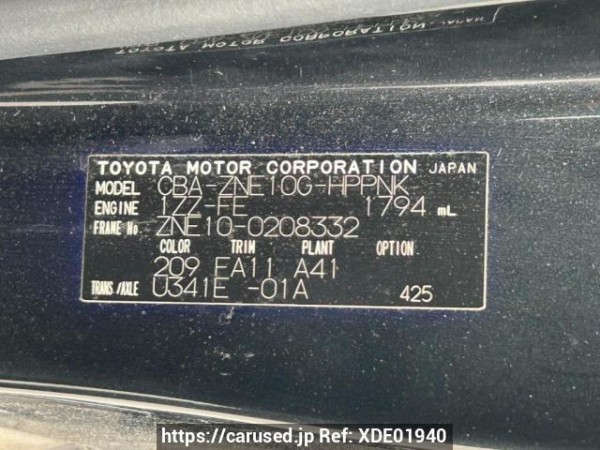 TOYOTA MOTOR CORPORATION JAPAN
MODEL CBA-ZNE10G-HPPNK
ENGINE 1ZZ-FE 1794 mL
FRAME No ZNE10-0208332
COLOR TRIM PLANT OPTION
209 FA11 A41
TRANS/AXLE U341E -01A 425
https://carused.jp Ref: XDE01940